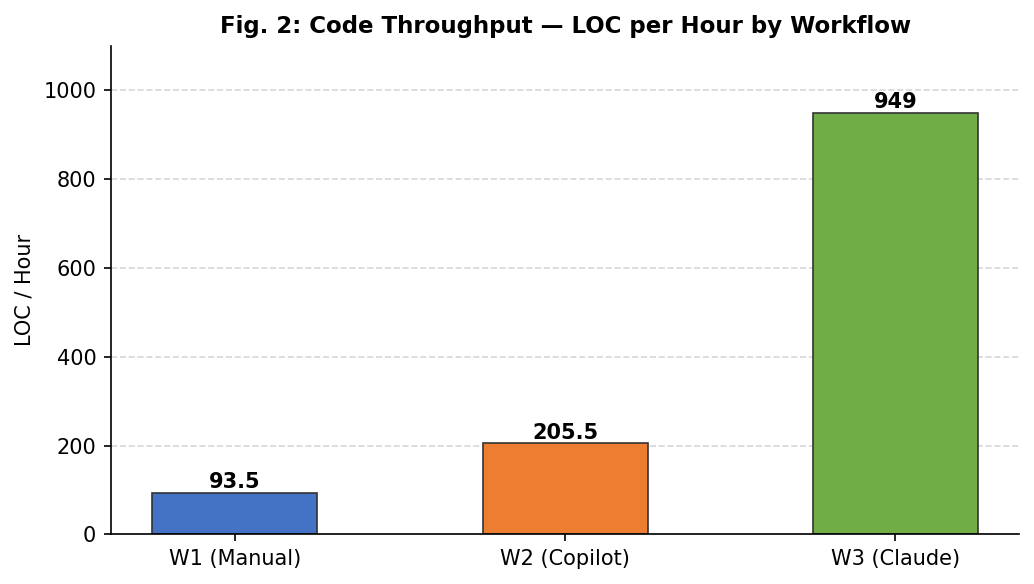 Fig. 2: Code Throughput — LOC per Hour by Workflow
LOC / Hour
1000
800
600
400
200
0
93.5
205.5
949
W1 (Manual)
W2 (Copilot)
W3 (Claude)